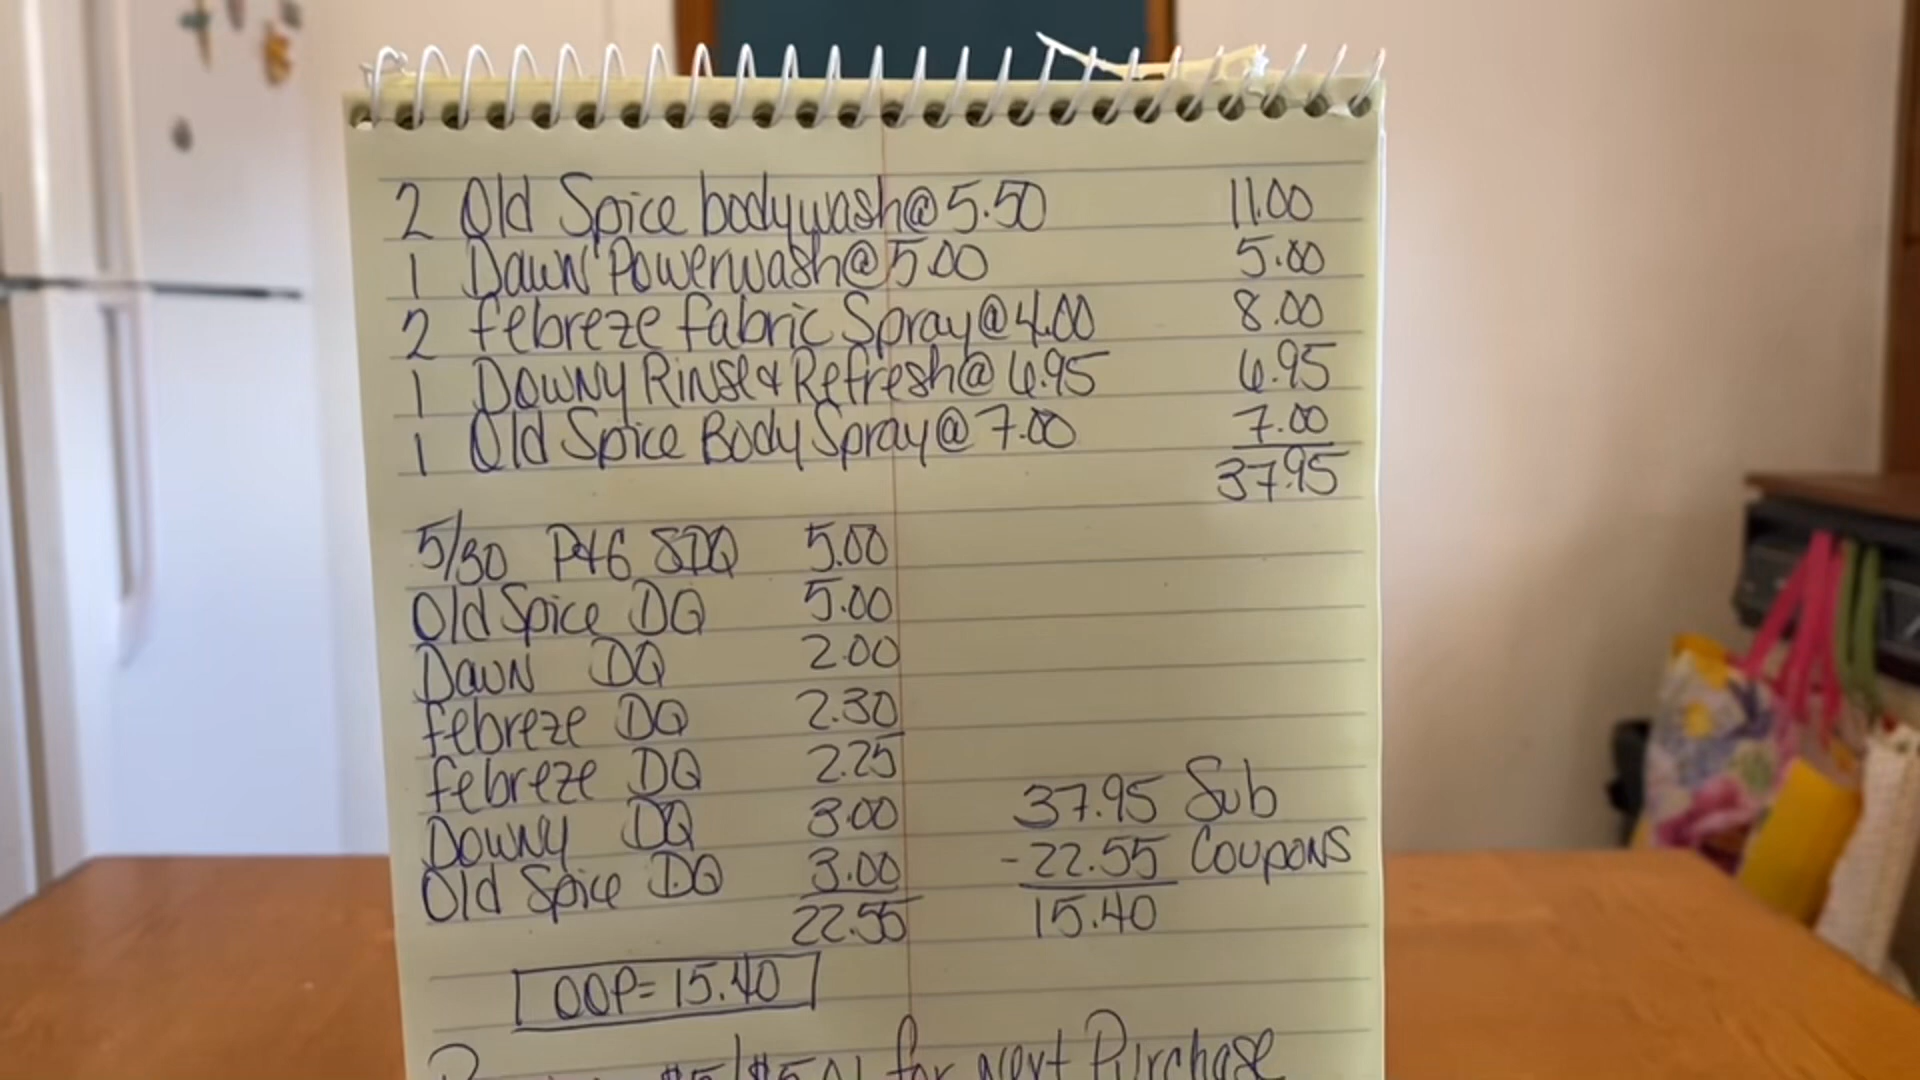 2 Old Spice bodywash@5.50 11.00
1 Dawn Powerwash@5.00 5.00
2 febreze fabric Spray@4.00 8.00
1 Downy Rinse& Refresh@6.95 6.95
1 Old Spice Body Spray@7.00 7.00
37.95
5/30 P&G SDQ 5.00
Old Spice DQ 5.00
Dawn DQ 2.00
febreze DQ 2.30
febreze DQ 2.25
Downy DQ 3.00
Old Spice DQ 3.00
22.55
37.95 Sub
-22.55 Coupons
15.40
OOP= 15.40
for next Purchase